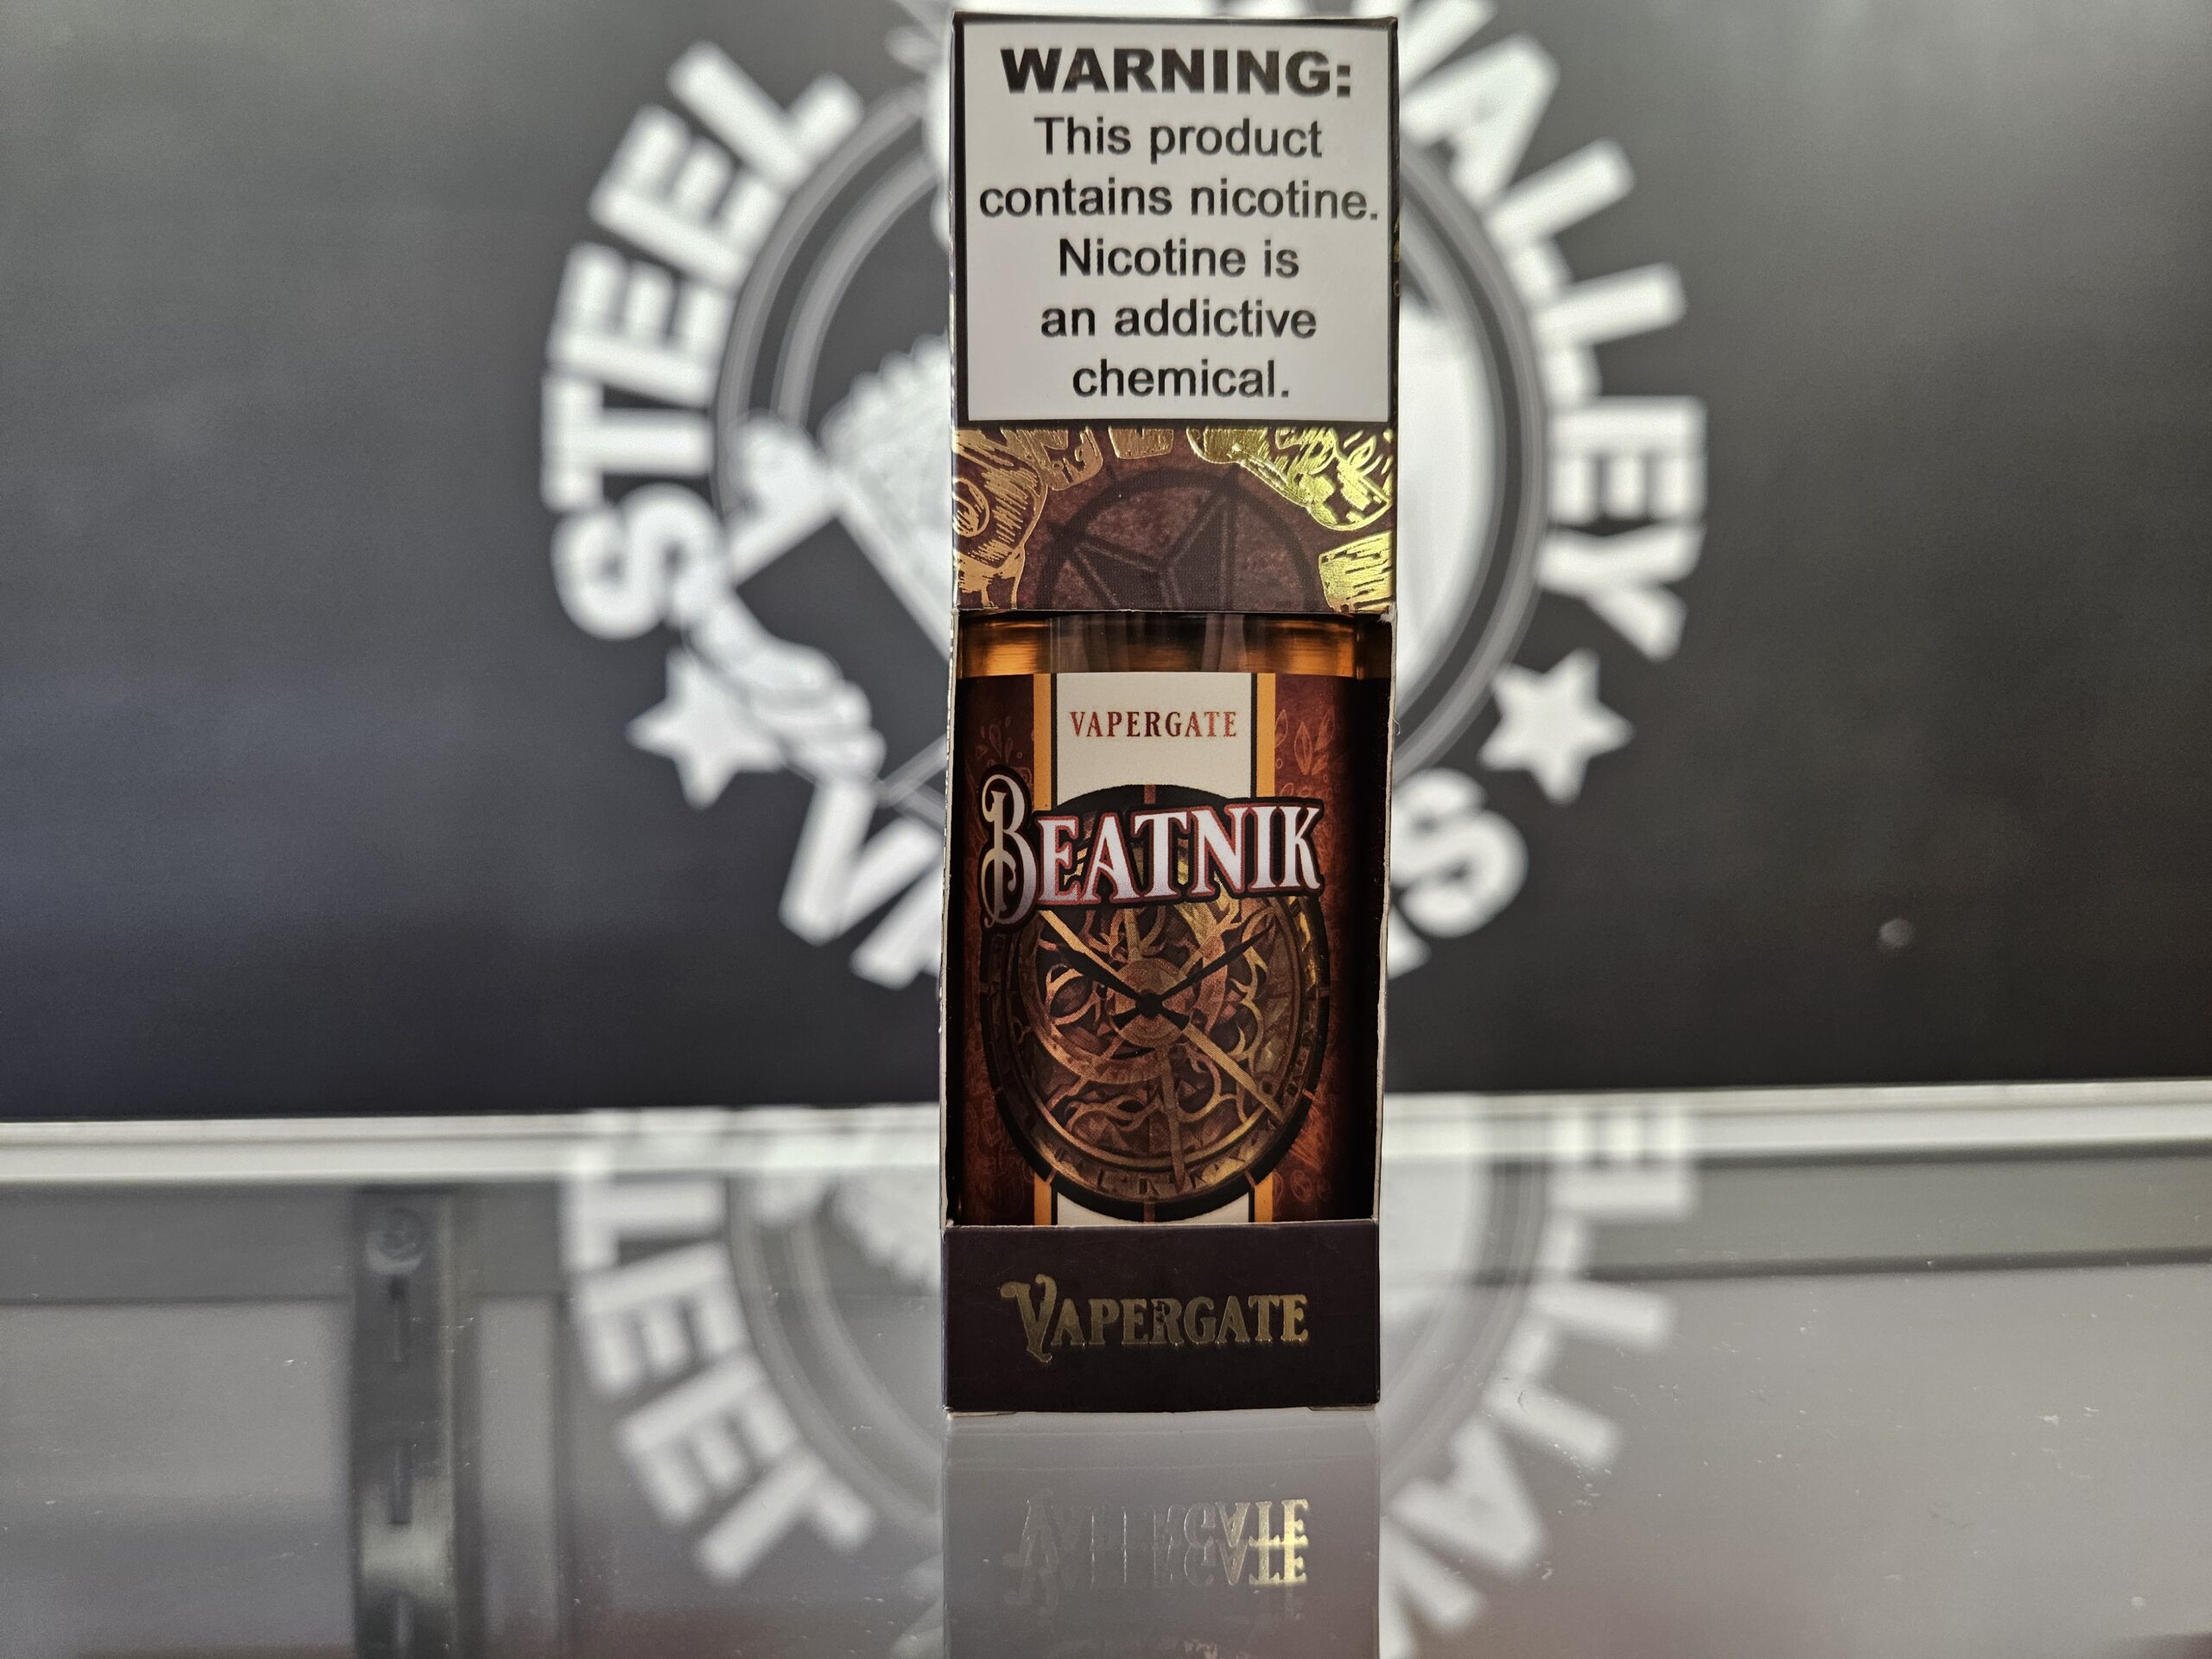 WARNING:
This product
contains nicotine.
Nicotine is
an addictive
chemical.
STEEL
VALLEY
VAPERGATE
BEATNIK
VAPERGATE